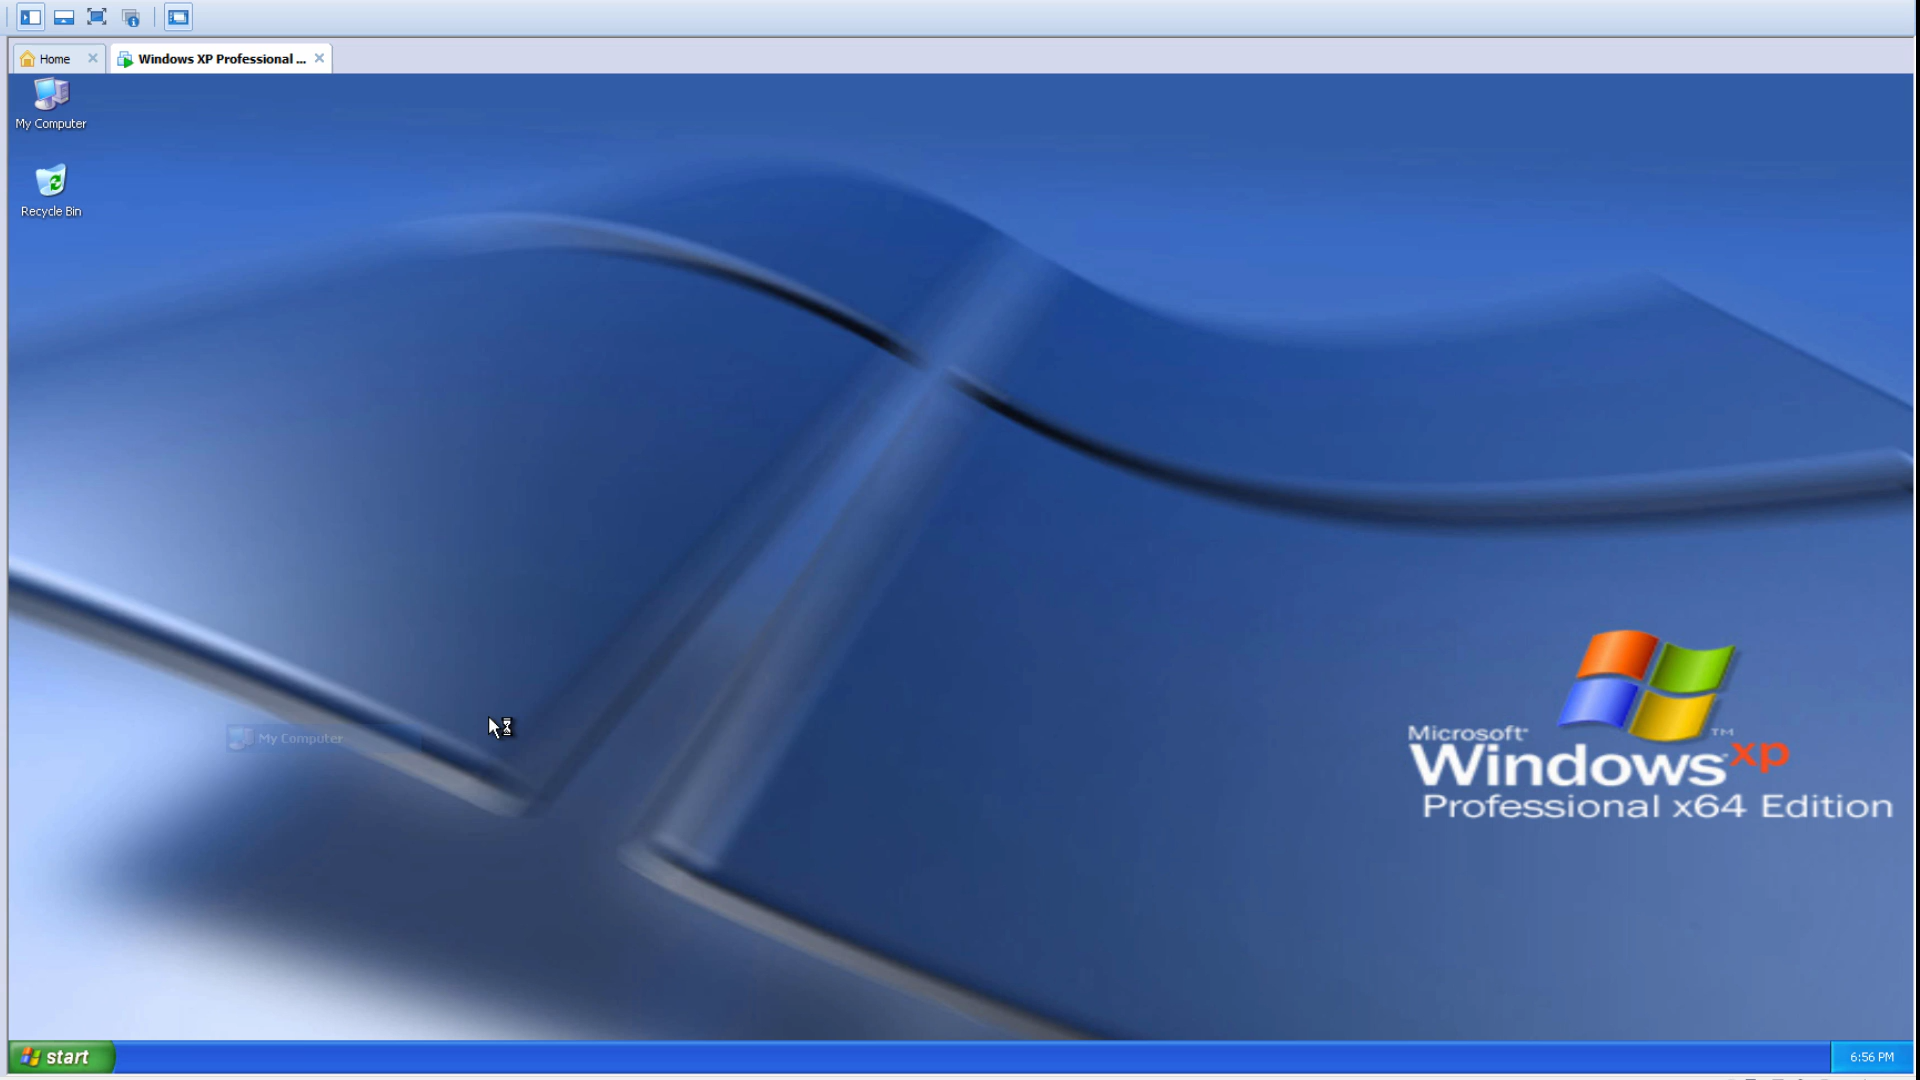 Home
Windows XP Professional ...
My Computer
Recycle Bin
My Computer
Microsoft
Windows xp ™
Professional x64 Edition
start
6:56 PM